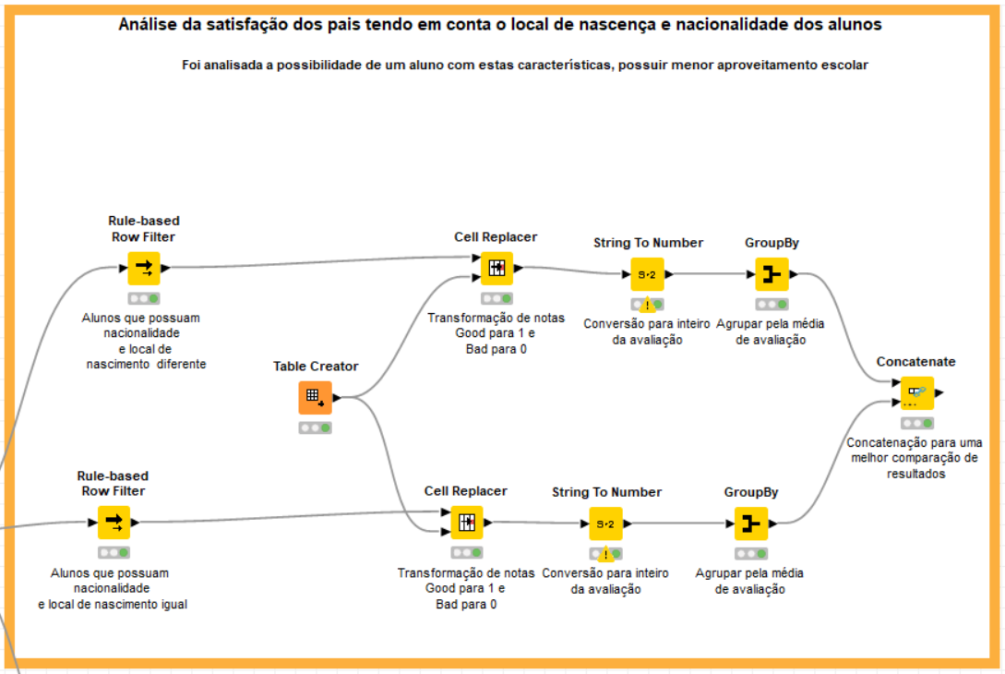 Análise da satisfação dos pais tendo em conta o local de nascença e nacionalidade dos alunos
Foi analisada a possibilidade de um aluno com estas características, possuir menor aproveitamento escolar
Rule-based
Row Filter
Alunos que possuam
nacionalidade
e local de
nascimento  diferente
Cell Replacer
Transformação de notas
Good para 1 e
Bad para 0
String To Number
S·2
Conversão para inteiro
da avaliação
GroupBy
Agrupar pela média
de avaliação
Table Creator
Concatenate
Concatenação para uma
melhor comparação de
resultados
Rule-based
Row Filter
Alunos que possuam
nacionalidade
e local de nascimento igual
Cell Replacer
Transformação de notas
Good para 1 e
Bad para 0
String To Number
S·2
Conversão para inteiro
da avaliação
GroupBy
Agrupar pela média
de avaliação